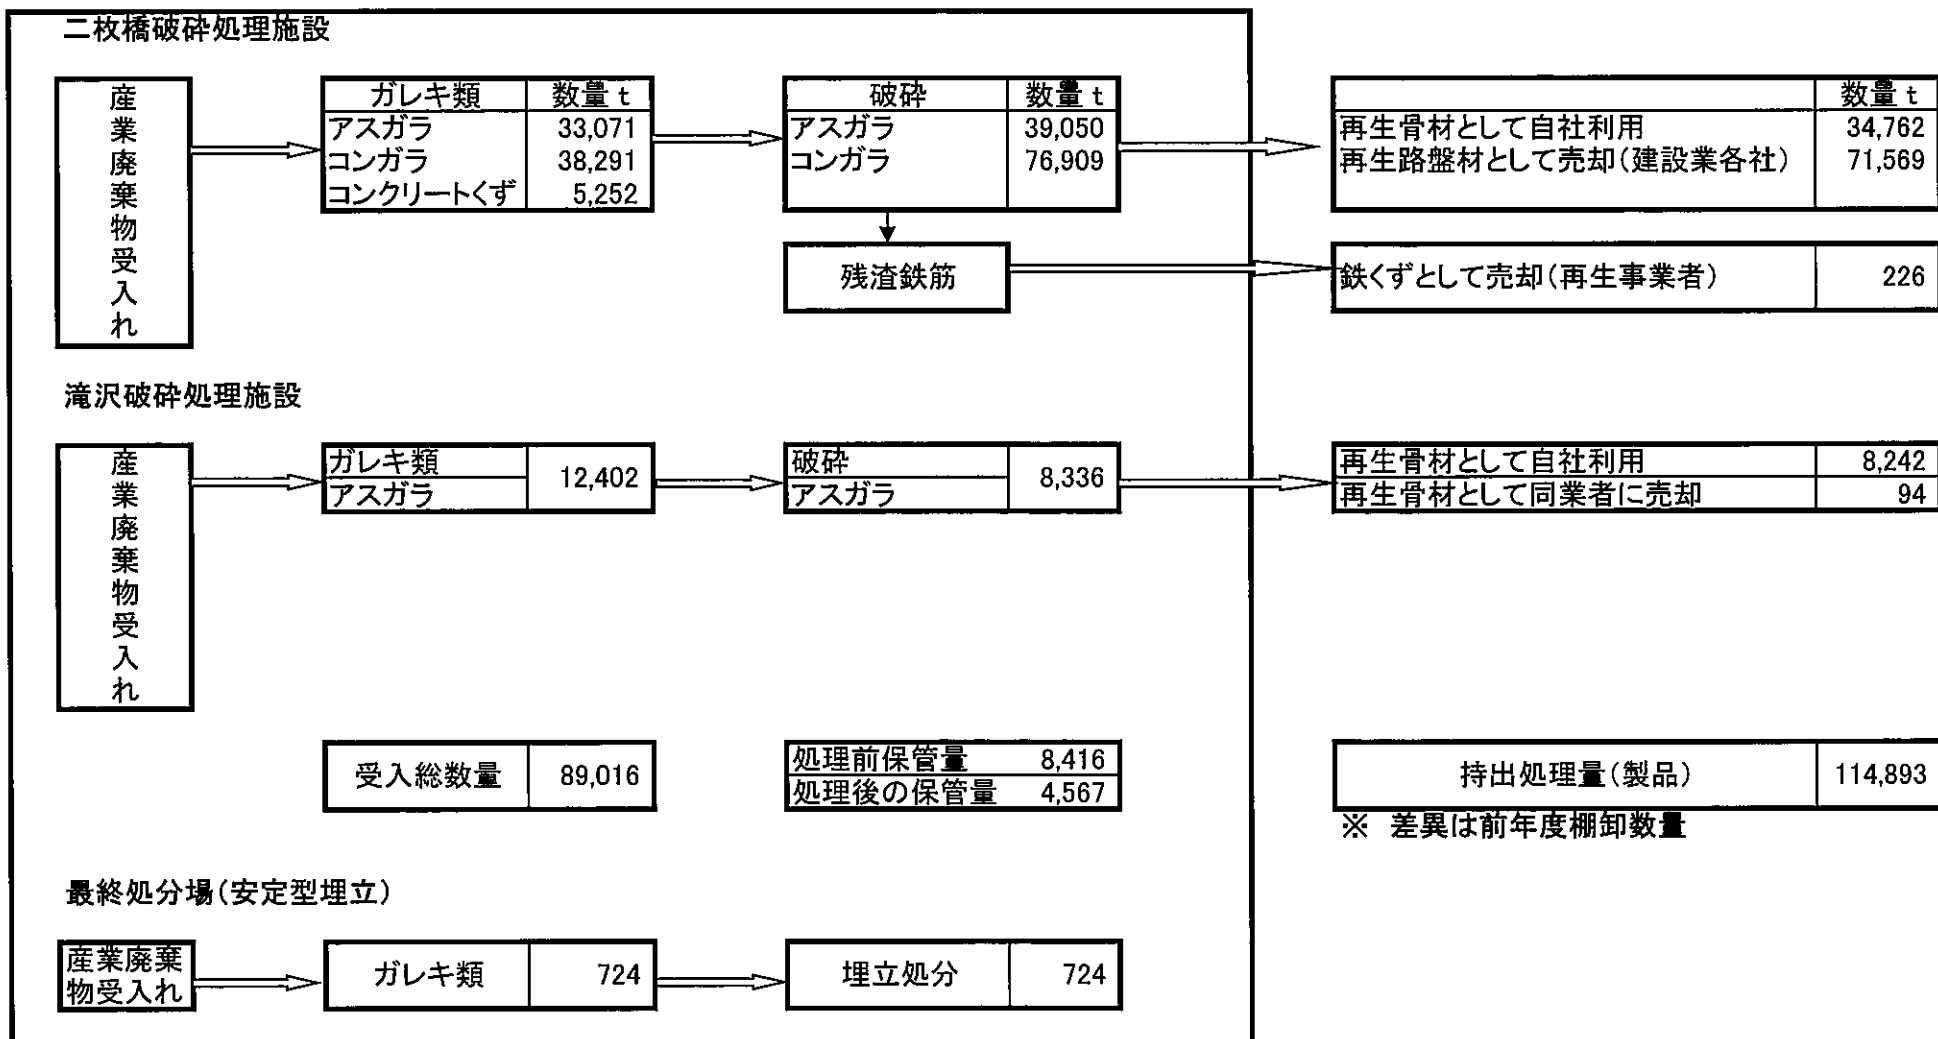 二枚橋破砕処理施設
産業廃棄物受入れ
ガレキ類 数量 t
アスガラ 33,071
コンガラ 38,291
コンクリートくず 5,252
破砕 数量 t
アスガラ 39,050
コンガラ 76,909
数量 t
再生骨材として自社利用 34,762
再生路盤材として売却(建設業各社) 71,569
残渣鉄筋
鉄くずとして売却(再生事業者) 226
滝沢破砕処理施設
産業廃棄物受入れ
ガレキ類 12,402
アスガラ
破砕 8,336
アスガラ
再生骨材として自社利用 8,242
再生骨材として同業者に売却 94
受入総数量 89,016
処理前保管量 8,416
処理後の保管量 4,567
持出処理量(製品) 114,893
※ 差異は前年度棚卸数量
最終処分場(安定型埋立)
産業廃棄
物受入れ
ガレキ類 724
埋立処分 724